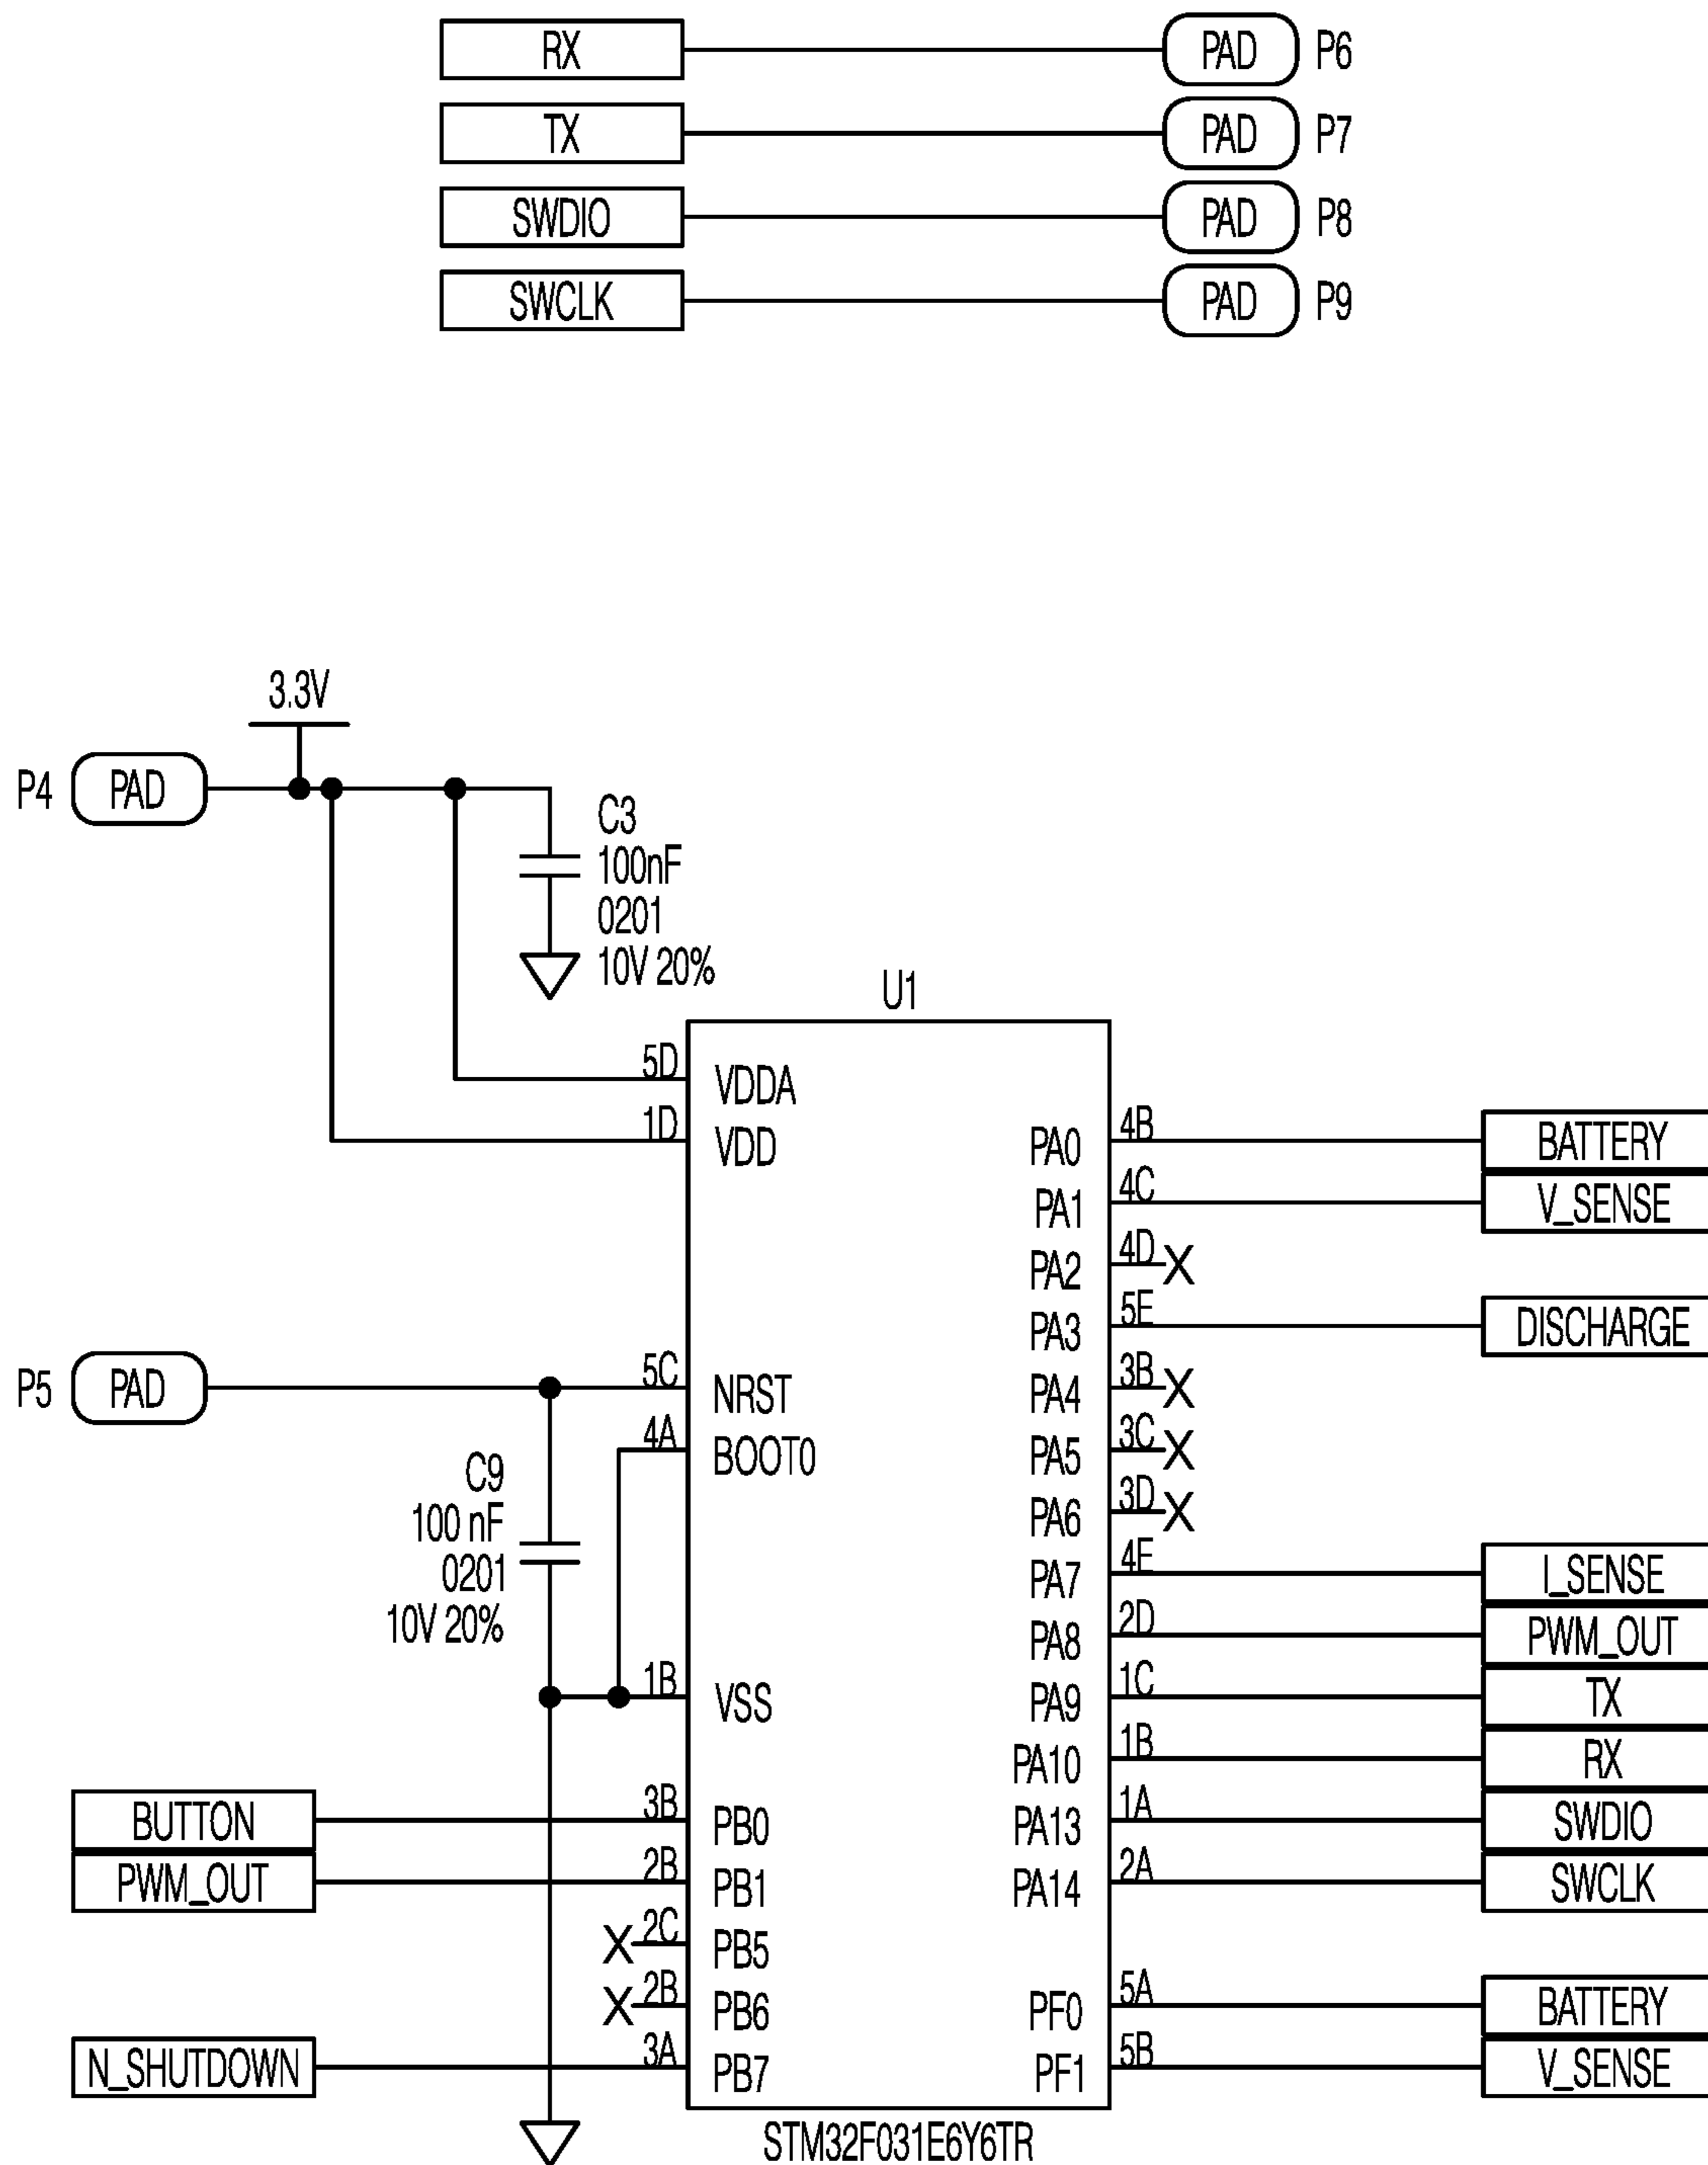 RX PAD P6
TX PAD P7
SWDIO PAD P8
SWCLK PAD P9
3.3V
P4 PAD
C3
100nF
0201
10V 20%
U1
5D VDDA
1D VDD
PA0 4B BATTERY
PA1 4C V_SENSE
PA2 4D X
PA3 5E DISCHARGE
P5 PAD 5C NRST
PA4 3B X
4A BOOT0
PA5 3C X
C9
100 nF
0201
10V 20%
PA6 3D X
PA7 4E I_SENSE
PA8 2D PWM_OUT
1B VSS
PA9 1C TX
PA10 1B RX
BUTTON 3B PB0
PA13 1A SWDIO
PWM_OUT 2B PB1
PA14 2A SWCLK
X 2C PB5
X 2B PB6
PF0 5A BATTERY
N_SHUTDOWN 3A PB7
PF1 5B V_SENSE
STM32F031E6Y6TR